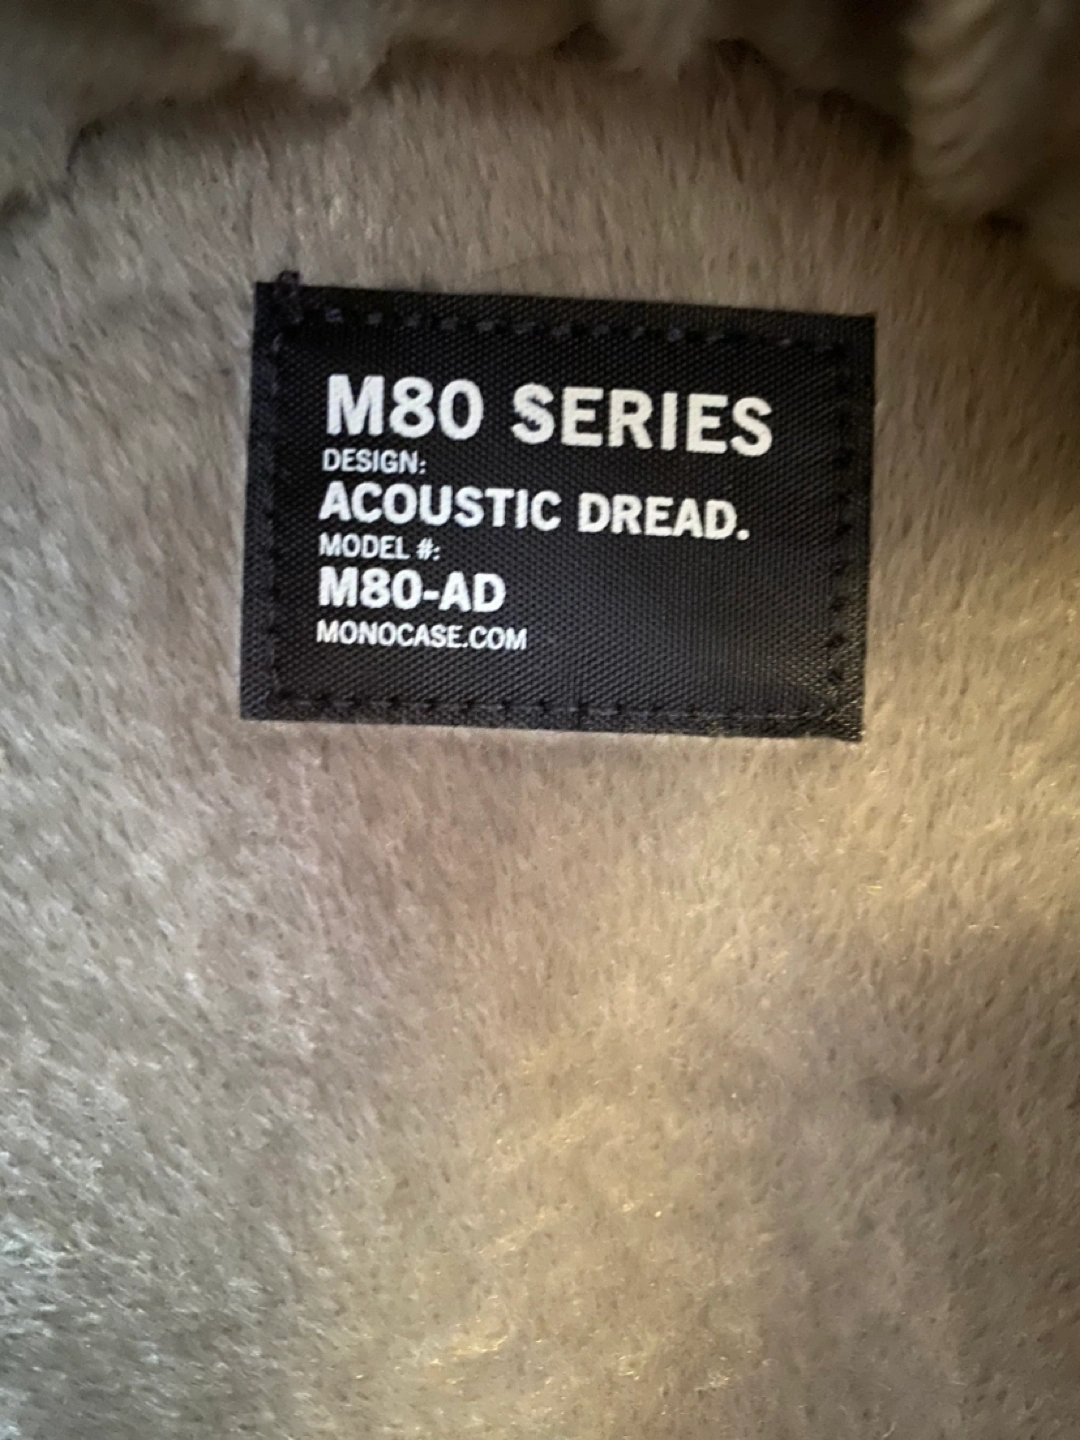 M80 SERIES
DESIGN:
ACOUSTIC DREAD.
MODEL #:
M80-AD
MONOCASE.COM